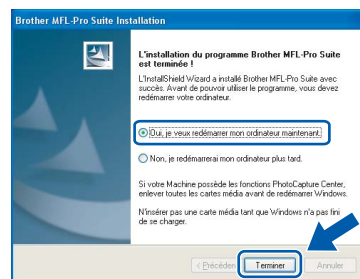 Brother MFL-Pro Suite Installation
L'installation du programme Brother MFL-Pro Suite
est terminée !
L'InstallShield Wizard a installé Brother MFL-Pro Suite avec
succès. Avant de pouvoir utiliser le programme, vous devez
redémarrer votre ordinateur.
Oui, je veux redémarrer mon ordinateur maintenant.
Non, je redémarrerai mon ordinateur plus tard.
Si votre Machine possède les fonctions PhotoCapture Center,
enlever toutes les cartes média avant de redémarrer Windows.
N'insérer pas une carte média tant que Windows n'a pas fini
de se charger.
< Précéden Terminer Annuler